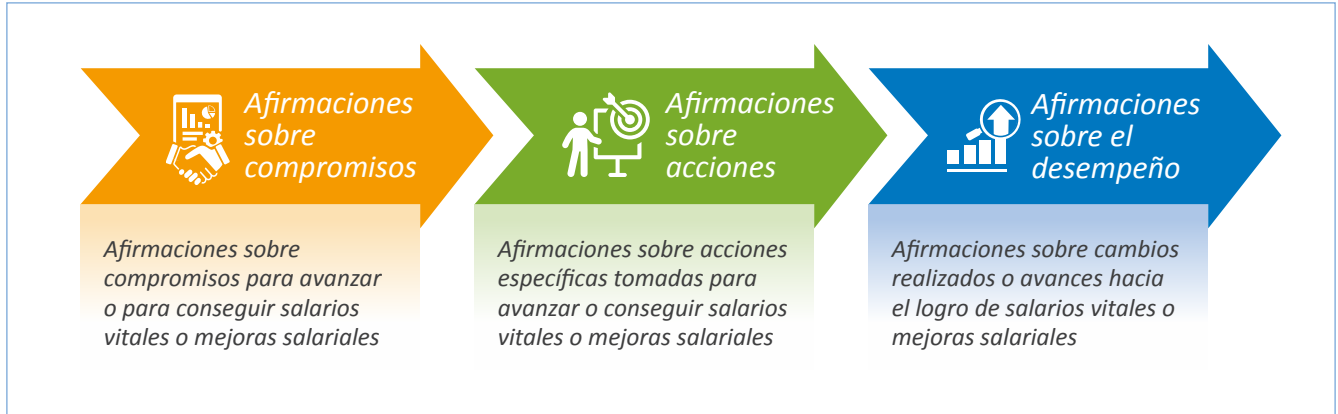 Afirmaciones
sobre
compromisos
Afirmaciones sobre
compromisos para avanzar
o para conseguir salarios
vitales o mejoras salariales
Afirmaciones
sobre
acciones
Afirmaciones sobre acciones
específicas tomadas para
avanzar o conseguir salarios
vitales o mejoras salariales
Afirmaciones
sobre el
desempeño
Afirmaciones sobre cambios
realizados o avances hacia
el logro de salarios vitales o
mejoras salariales